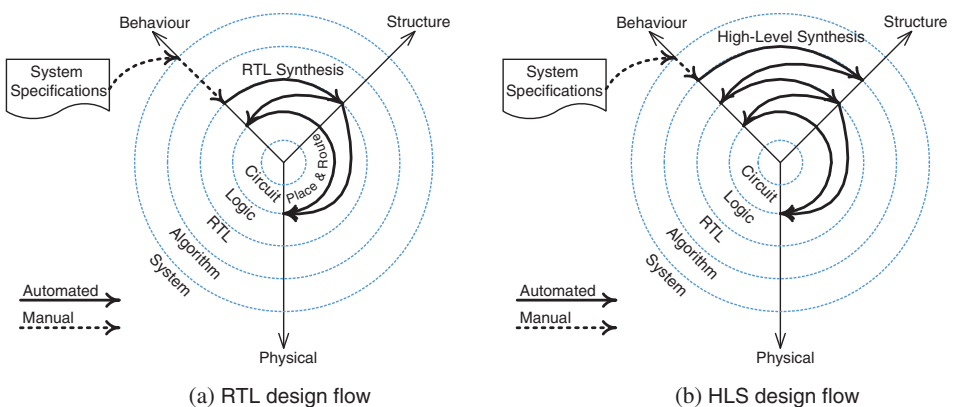 Behaviour
Structure
System
Specifications
RTL Synthesis
Place & Route
Circuit
Logic
RTL
Algorithm
System
Automated
Manual
Physical
(a) RTL design flow
Behaviour
Structure
System
Specifications
High-Level Synthesis
Circuit
Logic
RTL
Algorithm
System
Automated
Manual
Physical
(b) HLS design flow